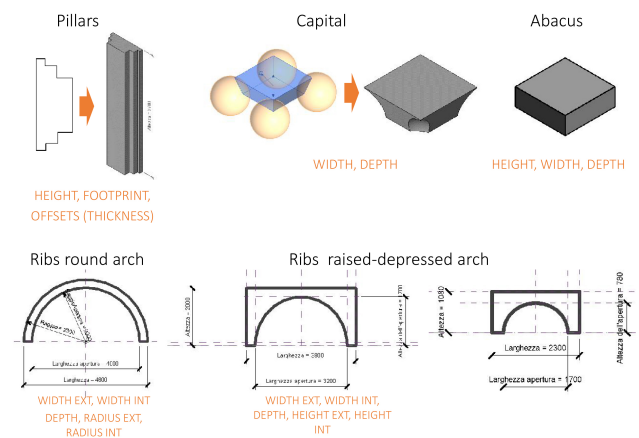 Pillars
Capital
Abacus
WIDTH, DEPTH
HEIGHT, WIDTH, DEPTH
HEIGHT, FOOTPRINT,
OFFSETS (THICKNESS)
Ribs round arch
Ribs raised-depressed arch
Larghezza apertura = 4000
Larghezza = 4800
Altezza = 2000
Larghezza = 3800
Larghezza apertura = 3200
Altezza = 1080
Altezza dell'apertura = 780
Larghezza = 2300
Larghezza apertura = 1700
WIDTH EXT, WIDTH INT
DEPTH, RADIUS EXT,
RADIUS INT
WIDTH EXT, WIDTH INT,
DEPTH, HEIGHT EXT, HEIGHT
INT